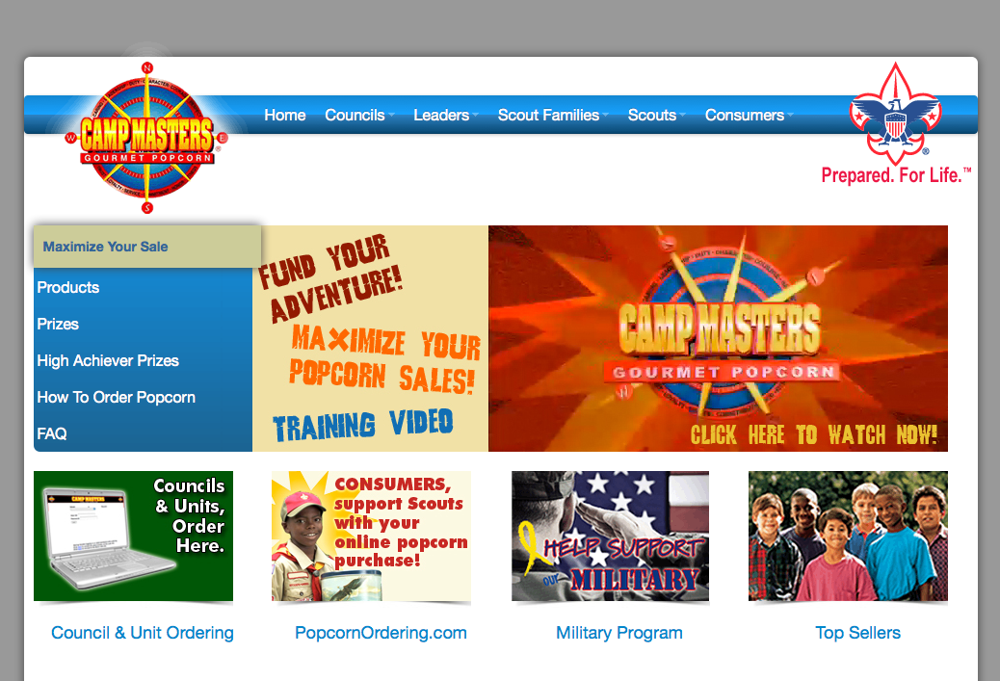 N
W
E
S
CAMP MASTERS
®
GOURMET POPCORN
Home
Councils
Leaders
Scout Families
Scouts
Consumers
®
Prepared. For Life.™
Maximize Your Sale
Products
Prizes
High Achiever Prizes
How To Order Popcorn
FAQ
FUND YOUR
ADVENTURE!
MAXIMIZE YOUR
POPCORN SALES!
TRAINING VIDEO
CAMP MASTERS
GOURMET POPCORN
CLICK HERE TO WATCH NOW!
CAMP MASTERS
Councils
& Units,
Order
Here.
CONSUMERS,
support Scouts
with your
online popcorn
purchase!
HELP SUPPORT
OUR MILITARY
Council & Unit Ordering
PopcornOrdering.com
Military Program
Top Sellers